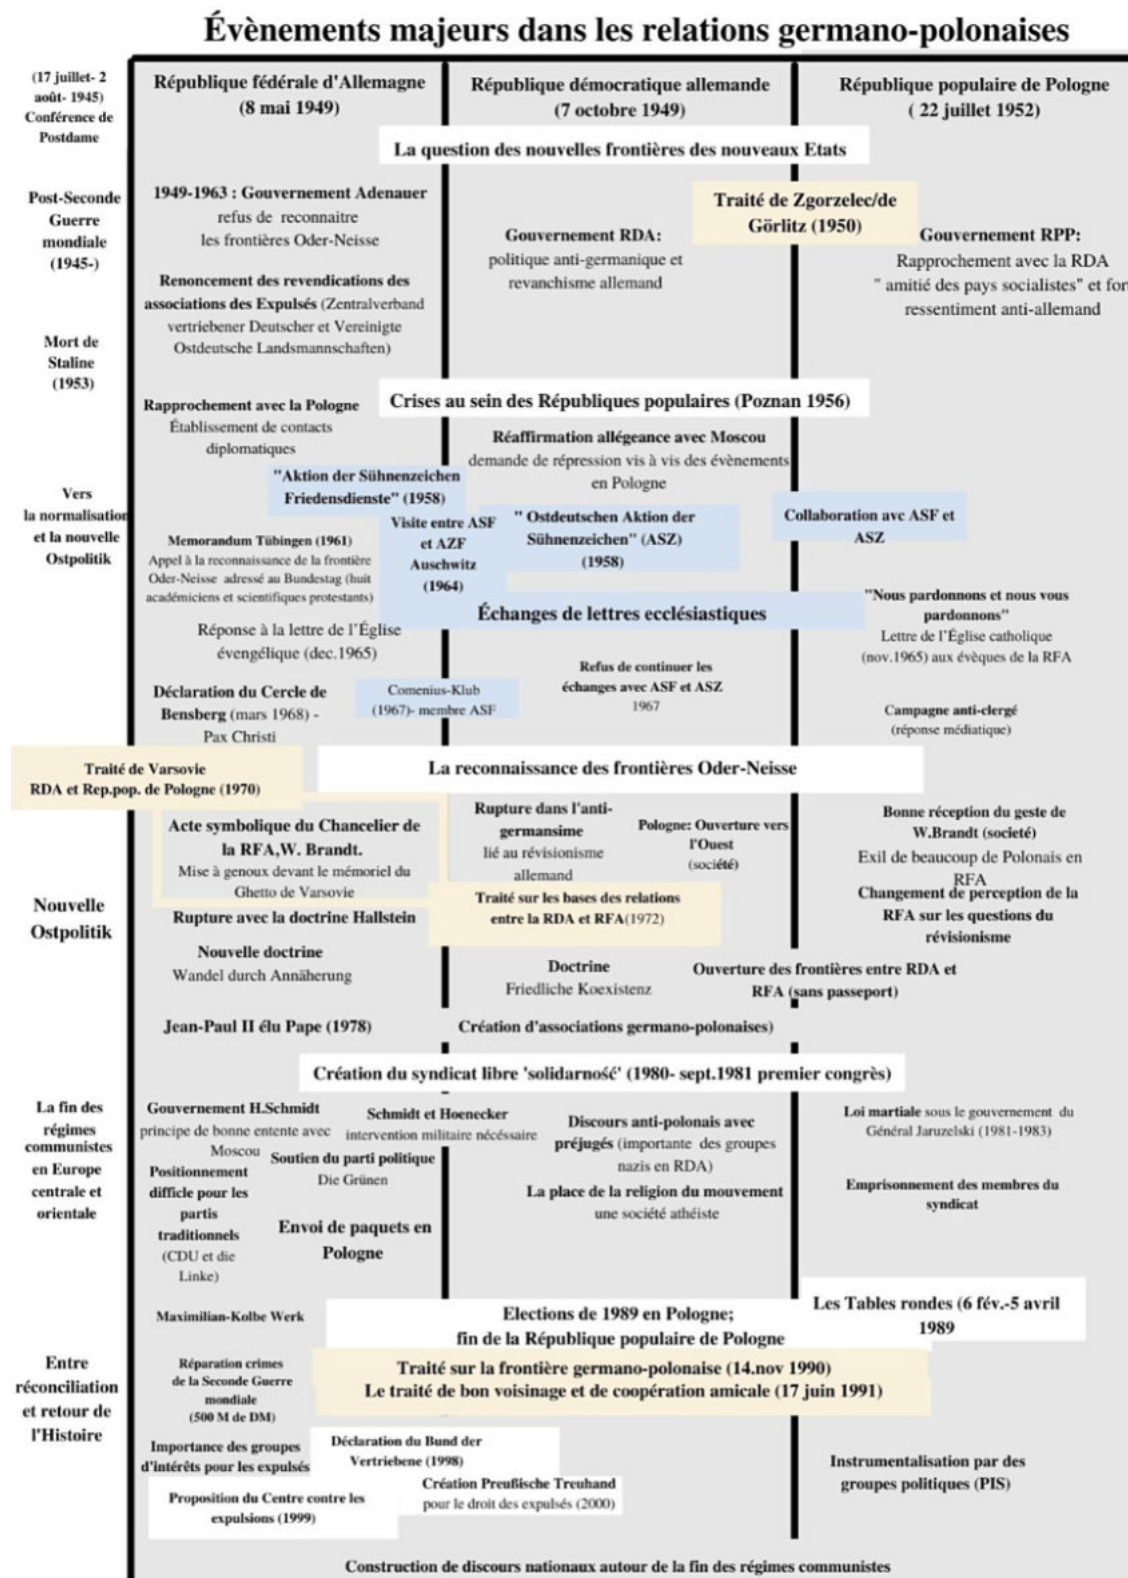 Évènements majeurs dans les relations germano-polonaises
(17 juillet- 2
août- 1945)
Conférence de
Postdame
République fédérale d'Allemagne
(8 mai 1949)
République démocratique allemande
(7 octobre 1949)
République populaire de Pologne
( 22 juillet 1952)
La question des nouvelles frontières des nouveaux Etats
Post-Seconde
Guerre
mondiale
(1945-)
1949-1963 : Gouvernement Adenauer
refus de reconnaitre
les frontières Oder-Neisse
Renoncement des revendications des
associations des Expulsés (Zentralverband
vertriebener Deutscher et Vereinigte
Ostdeutsche Landsmannschaften)
Gouvernement RDA:
politique anti-germanique et
revanchisme allemand
Traité de Zgorzelec/de
Görlitz (1950)
Gouvernement RPP:
Rapprochement avec la RDA
" amitié des pays socialistes" et fort
ressentiment anti-allemand
Mort de
Staline
(1953)
Crises au sein des Républiques populaires (Poznan 1956)
Rapprochement avec la Pologne
Établissement de contacts
diplomatiques
Réaffirmation allégeance avec Moscou
demande de répression vis à vis des évènements
en Pologne
Vers
la normalisation
et la nouvelle
Ostpolitik
"Aktion der Sühnenzeichen
Friedensdienste" (1958)
Visite entre ASF
et AZF
Auschwitz
(1964)
" Ostdeutschen Aktion der
Sühnenzeichen" (ASZ)
(1958)
Collaboration avc ASF et
ASZ
Memorandum Tübingen (1961)
Appel à la reconnaissance de la frontière
Oder-Neisse adressé au Bundestag (huit
académiciens et scientifiques protestants)
Échanges de lettres ecclésiastiques
"Nous pardonnons et nous vous
pardonnons"
Lettre de l'Église catholique
(nov.1965) aux évèques de la RFA
Réponse à la lettre de l'Église
évengélique (dec.1965)
Refus de continuer les
échanges avec ASF et ASZ
1967
Déclaration du Cercle de
Bensberg (mars 1968) -
Pax Christi
Comenius-Klub
(1967)- membre ASF
Campagne anti-clergé
(réponse médiatique)
Traité de Varsovie
RDA et Rep.pop. de Pologne (1970)
La reconnaissance des frontières Oder-Neisse
Nouvelle
Ostpolitik
Acte symbolique du Chancelier de
la RFA,W. Brandt.
Mise à genoux devant le mémoriel du
Ghetto de Varsovie
Rupture avec la doctrine Hallstein
Nouvelle doctrine
Wandel durch Annäherung
Rupture dans l'anti-
germansime
lié au révisionisme
allemand
Pologne: Ouverture vers
l'Ouest
(société)
Traité sur les bases des relations
entre la RDA et RFA(1972)
Doctrine
Friedliche Koexistenz
Ouverture des frontières entre RDA et
RFA (sans passeport)
Bonne réception du geste de
W.Brandt (societé)
Exil de beaucoup de Polonais en
RFA
Changement de perception de la
RFA sur les questions du
révisionisme
Jean-Paul II élu Pape (1978)
Création d'associations germano-polonaises)
Création du syndicat libre 'solidarność' (1980- sept.1981 premier congrès)
La fin des
régimes
communistes
en Europe
centrale et
orientale
Gouvernement H.Schmidt
principe de bonne entente avec
Moscou
Positionnement
difficle pour les
partis
traditionnels
(CDU et die
Linke)
Schmidt et Hoenecker
intervention militaire nécéssaire
Soutien du parti politique
Die Grünen
Envoi de paquets en
Pologne
Discours anti-polonais avec
préjugés (importante des groupes
nazis en RDA)
La place de la religion du mouvement
une société athéiste
Loi martiale sous le gouvernement du
Général Jaruzelski (1981-1983)
Emprisonnement des membres du
syndicat
Entre
réconciliation
et retour de
l'Histoire
Maximilian-Kolbe Werk
Elections de 1989 en Pologne;
fin de la République populaire de Pologne
Les Tables rondes (6 fév.-5 avril
1989
Réparation crimes
de la Seconde Guerre
mondiale
(500 M de DM)
Traité sur la frontière germano-polonaise (14.nov 1990)
Le traité de bon voisinage et de coopération amicale (17 juin 1991)
Importance des groupes
d'intérêts pour les expulsés
Déclaration du Bund der
Vertriebene (1998)
Proposition du Centre contre les
expulsions (1999)
Création Preußische Treuhand
pour le droit des expulsés (2000)
Instrumentalisation par des
groupes politiques (PIS)
Construction de discours nationaux autour de la fin des régimes communistes